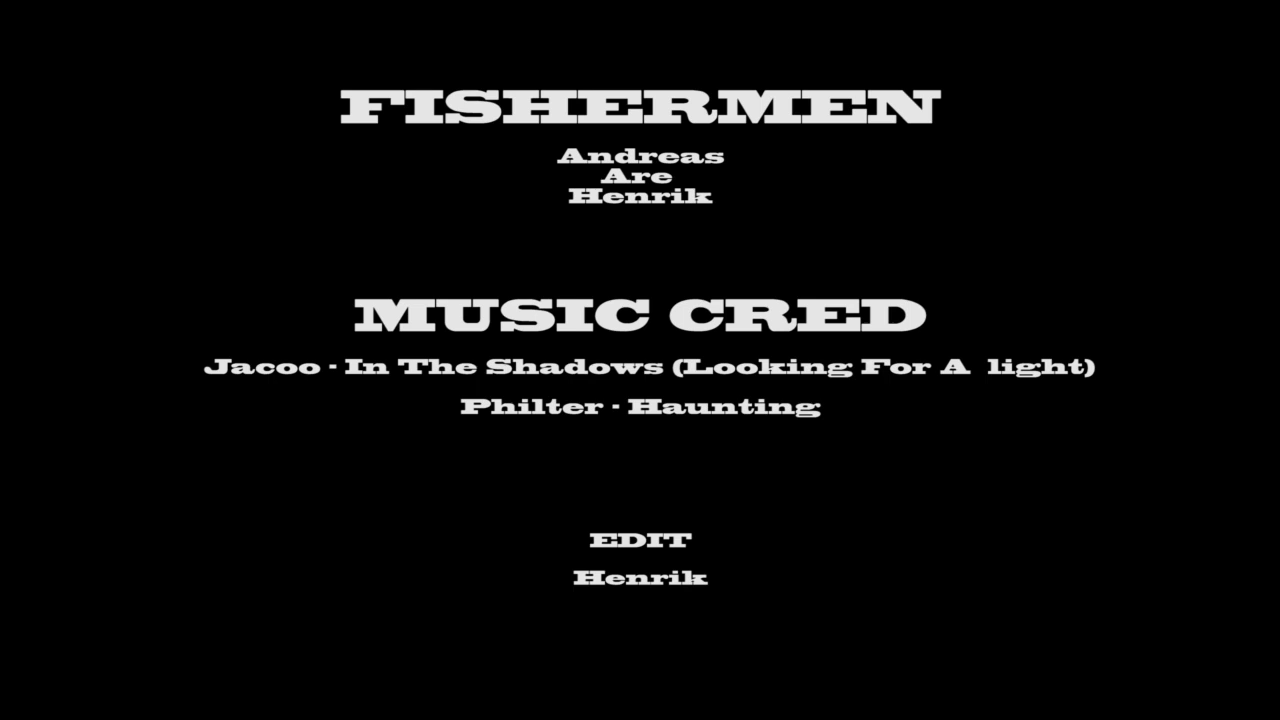 FISHERMEN
Andreas
Are
Henrik
MUSIC CRED
Jacoo - In The Shadows (Looking For A light)
Philter - Haunting
EDIT
Henrik